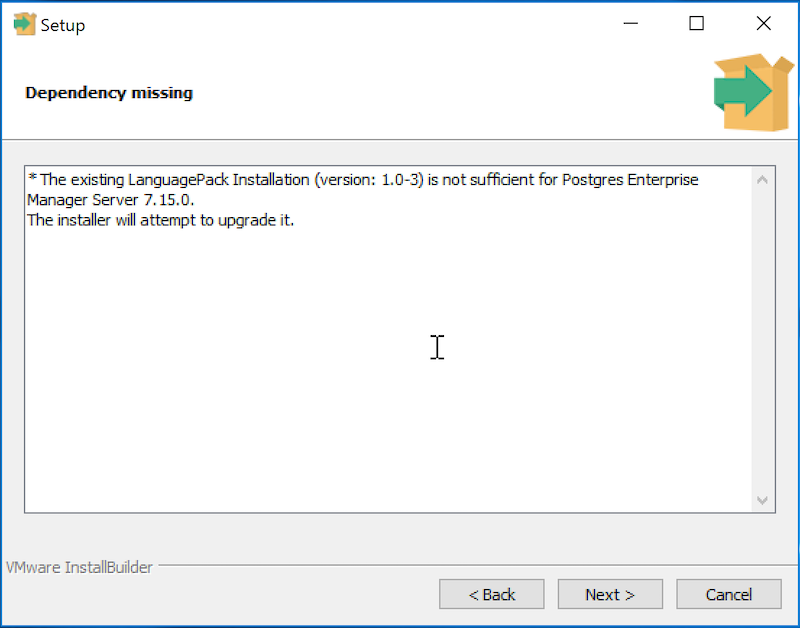 Setup
Dependency missing
* The existing LanguagePack Installation (version: 1.0-3) is not sufficient for Postgres Enterprise
Manager Server 7.15.0.
The installer will attempt to upgrade it.
VMware InstallBuilder
< Back
Next >
Cancel